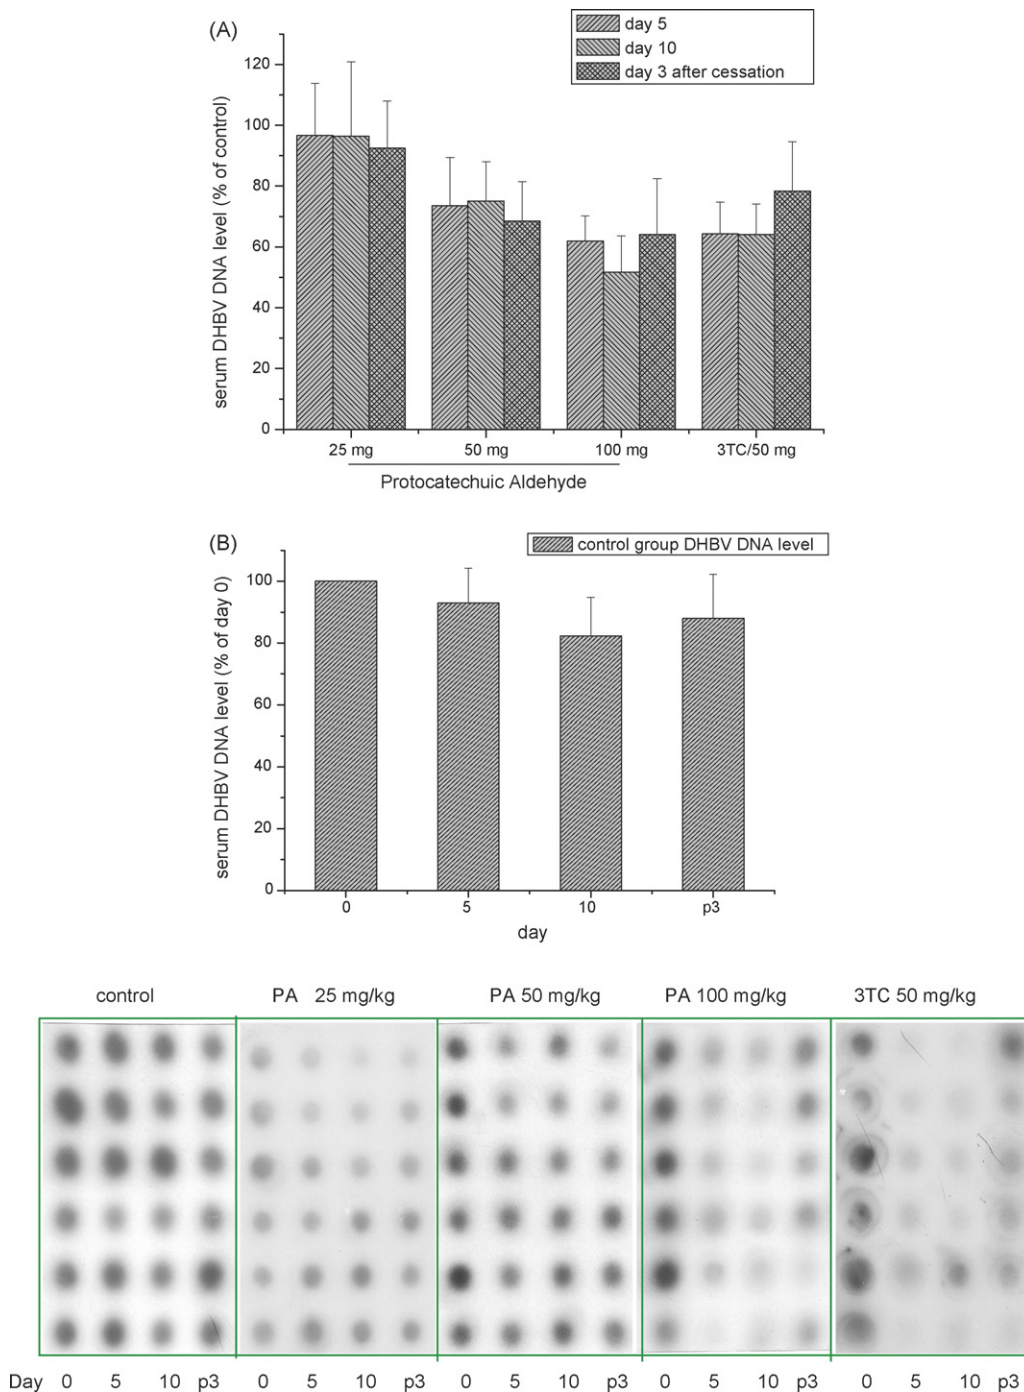 (A)
day 5
day 10
day 3 after cessation
120
100
80
60
40
20
0
serum DHBV DNA level (% of control)
25 mg 50 mg 100 mg 3TC/50 mg
Protocatechuic Aldehyde
(B)
control group DHBV DNA level
100
80
60
40
20
0
serum DHBV DNA level (% of day 0)
0 5 10 p3
day
control PA 25 mg/kg PA 50 mg/kg PA 100 mg/kg 3TC 50 mg/kg
Day 0 5 10 p3 0 5 10 p3 0 5 10 p3 0 5 10 p3 0 5 10 p3